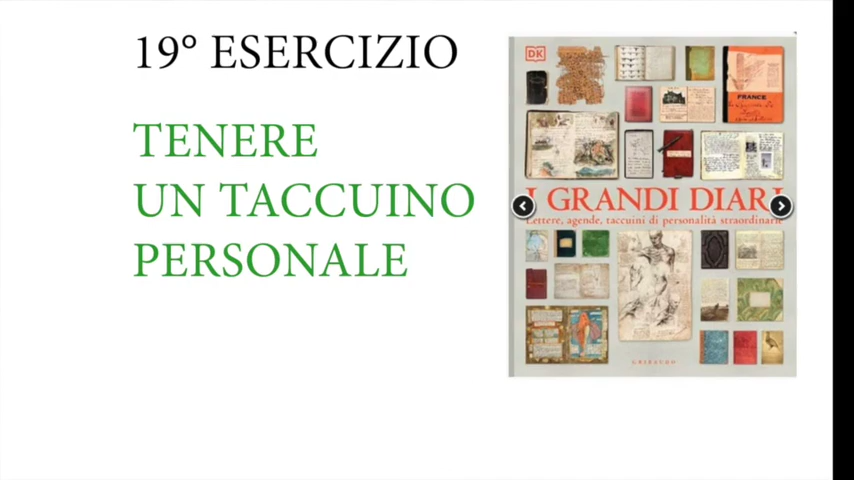 19° ESERCIZIO
TENERE
UN TACCUINO
PERSONALE
DK
FRANCE
I GRANDI DIARI
Lettere, agende, taccuini di personalità straordinarie
GRIBAUDO